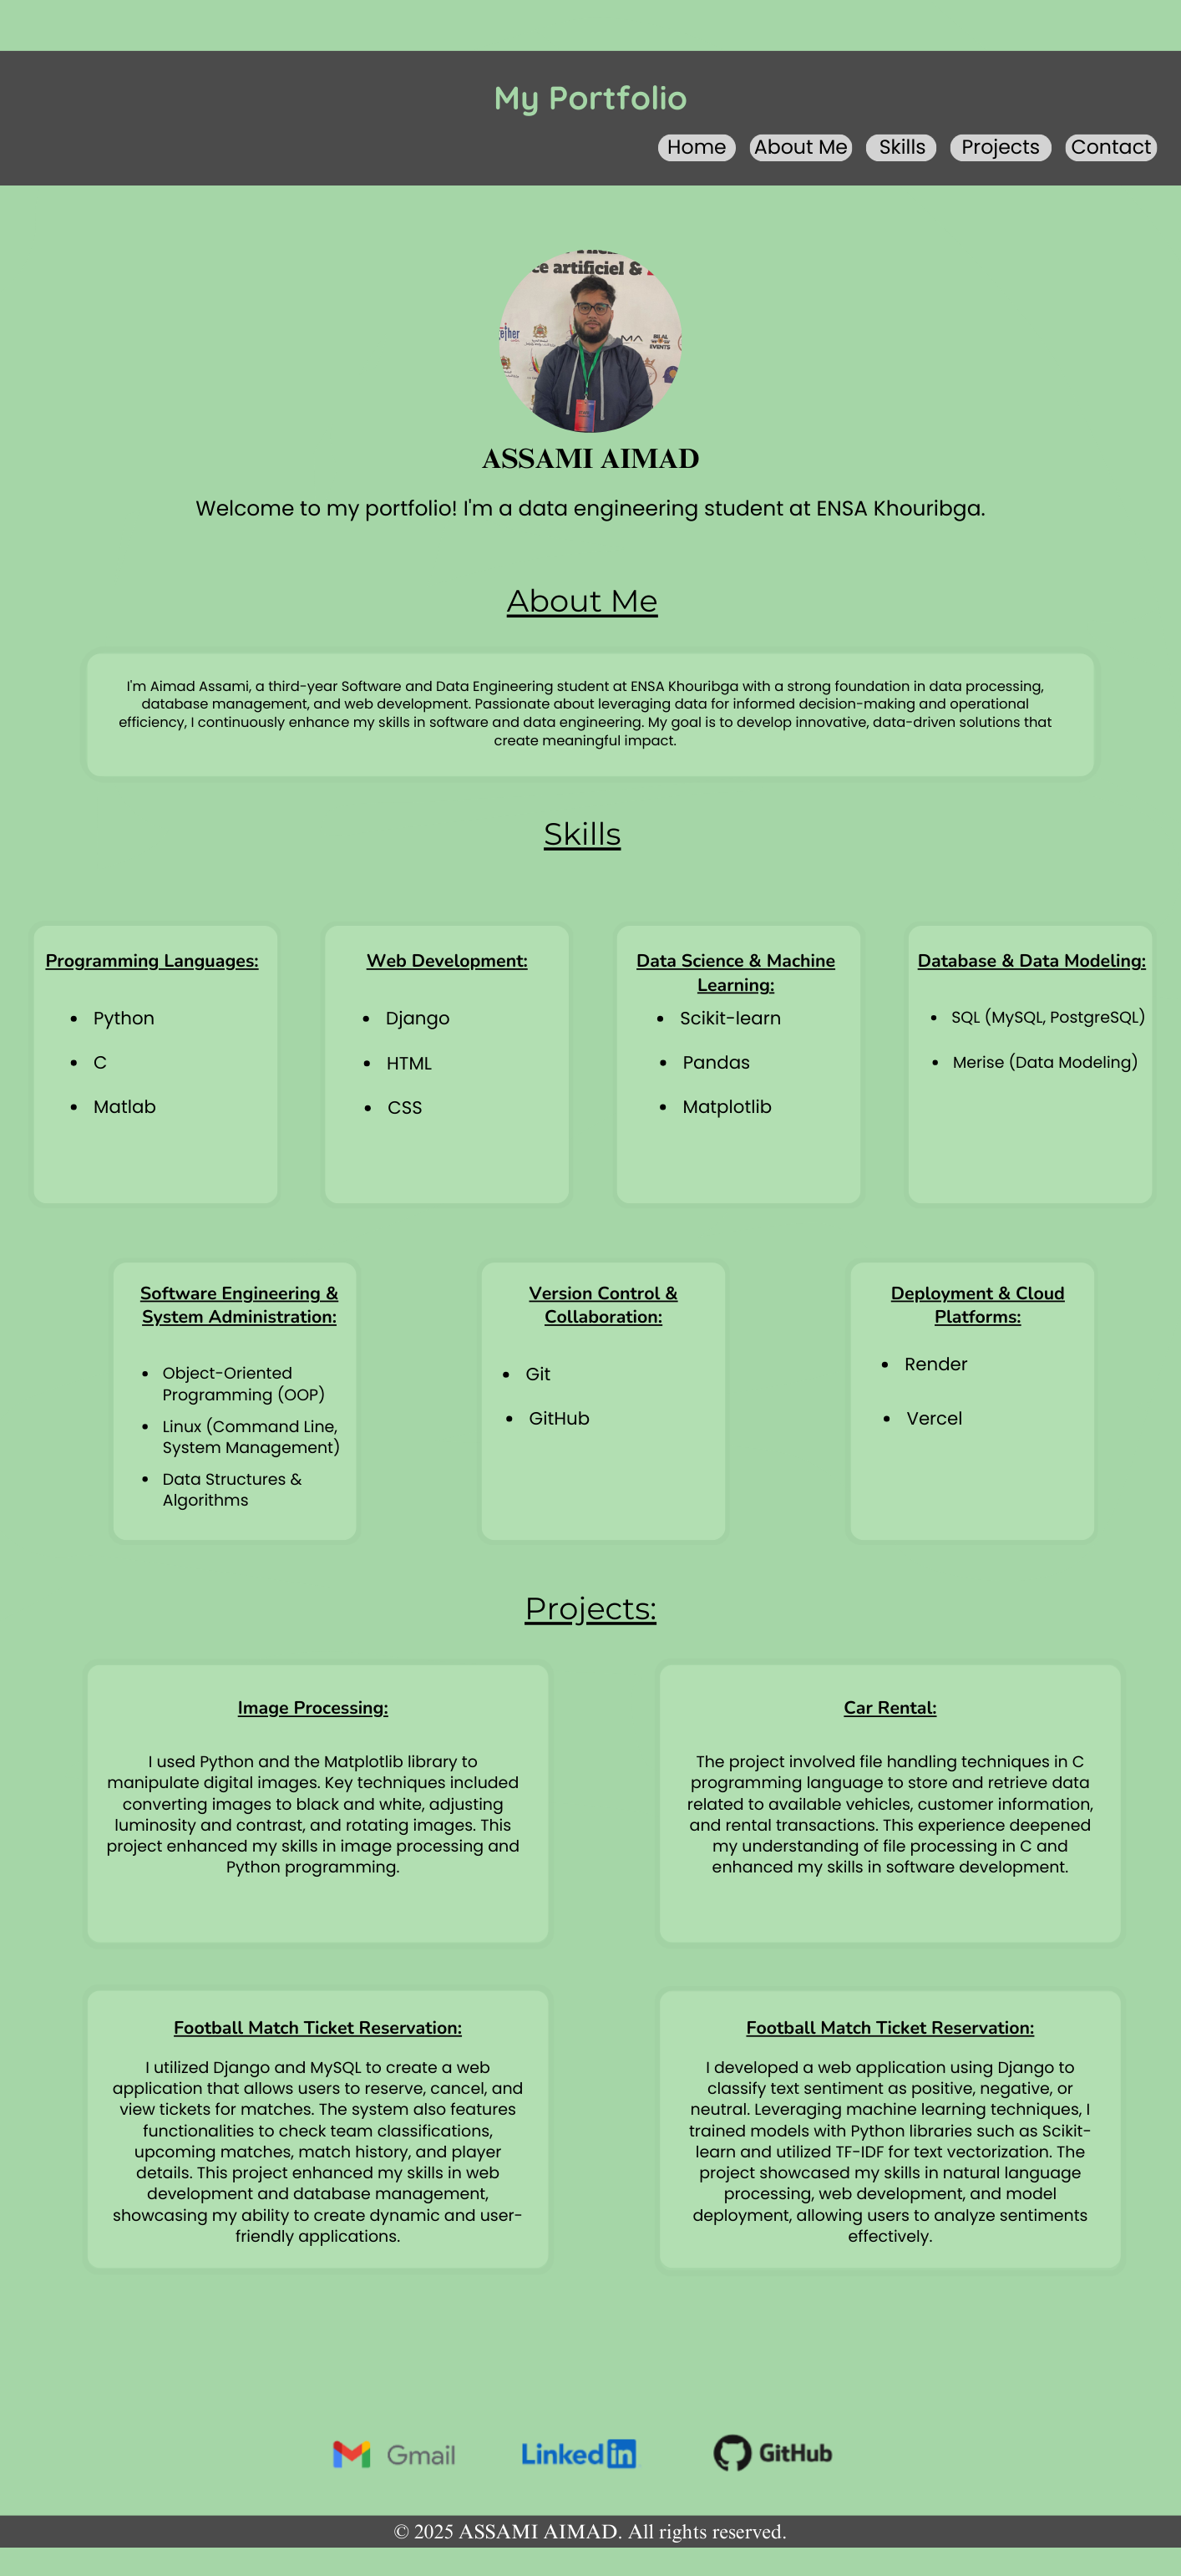 My Portfolio
Home About Me Skills Projects Contact
ce artificiel &
BILAL
EVENTS
ASSAMI AIMAD
Welcome to my portfolio! I'm a data engineering student at ENSA Khouribga.
About Me
I'm Aimad Assami, a third-year Software and Data Engineering student at ENSA Khouribga with a strong foundation in data processing,
database management, and web development. Passionate about leveraging data for informed decision-making and operational
efficiency, I continuously enhance my skills in software and data engineering. My goal is to develop innovative, data-driven solutions that
create meaningful impact.
Skills
Programming Languages:
• Python
• C
• Matlab
Web Development:
• Django
• HTML
• CSS
Data Science & Machine
Learning:
• Scikit-learn
• Pandas
• Matplotlib
Database & Data Modeling:
• SQL (MySQL, PostgreSQL)
• Merise (Data Modeling)
Software Engineering &
System Administration:
• Object-Oriented
Programming (OOP)
• Linux (Command Line,
System Management)
• Data Structures &
Algorithms
Version Control &
Collaboration:
• Git
• GitHub
Deployment & Cloud
Platforms:
• Render
• Vercel
Projects:
Image Processing:
I used Python and the Matplotlib library to
manipulate digital images. Key techniques included
converting images to black and white, adjusting
luminosity and contrast, and rotating images. This
project enhanced my skills in image processing and
Python programming.
Car Rental:
The project involved file handling techniques in C
programming language to store and retrieve data
related to available vehicles, customer information,
and rental transactions. This experience deepened
my understanding of file processing in C and
enhanced my skills in software development.
Football Match Ticket Reservation:
I utilized Django and MySQL to create a web
application that allows users to reserve, cancel, and
view tickets for matches. The system also features
functionalities to check team classifications,
upcoming matches, match history, and player
details. This project enhanced my skills in web
development and database management,
showcasing my ability to create dynamic and user-
friendly applications.
Football Match Ticket Reservation:
I developed a web application using Django to
classify text sentiment as positive, negative, or
neutral. Leveraging machine learning techniques, I
trained models with Python libraries such as Scikit-
learn and utilized TF-IDF for text vectorization. The
project showcased my skills in natural language
processing, web development, and model
deployment, allowing users to analyze sentiments
effectively.
Gmail LinkedIn GitHub
© 2025 ASSAMI AIMAD. All rights reserved.